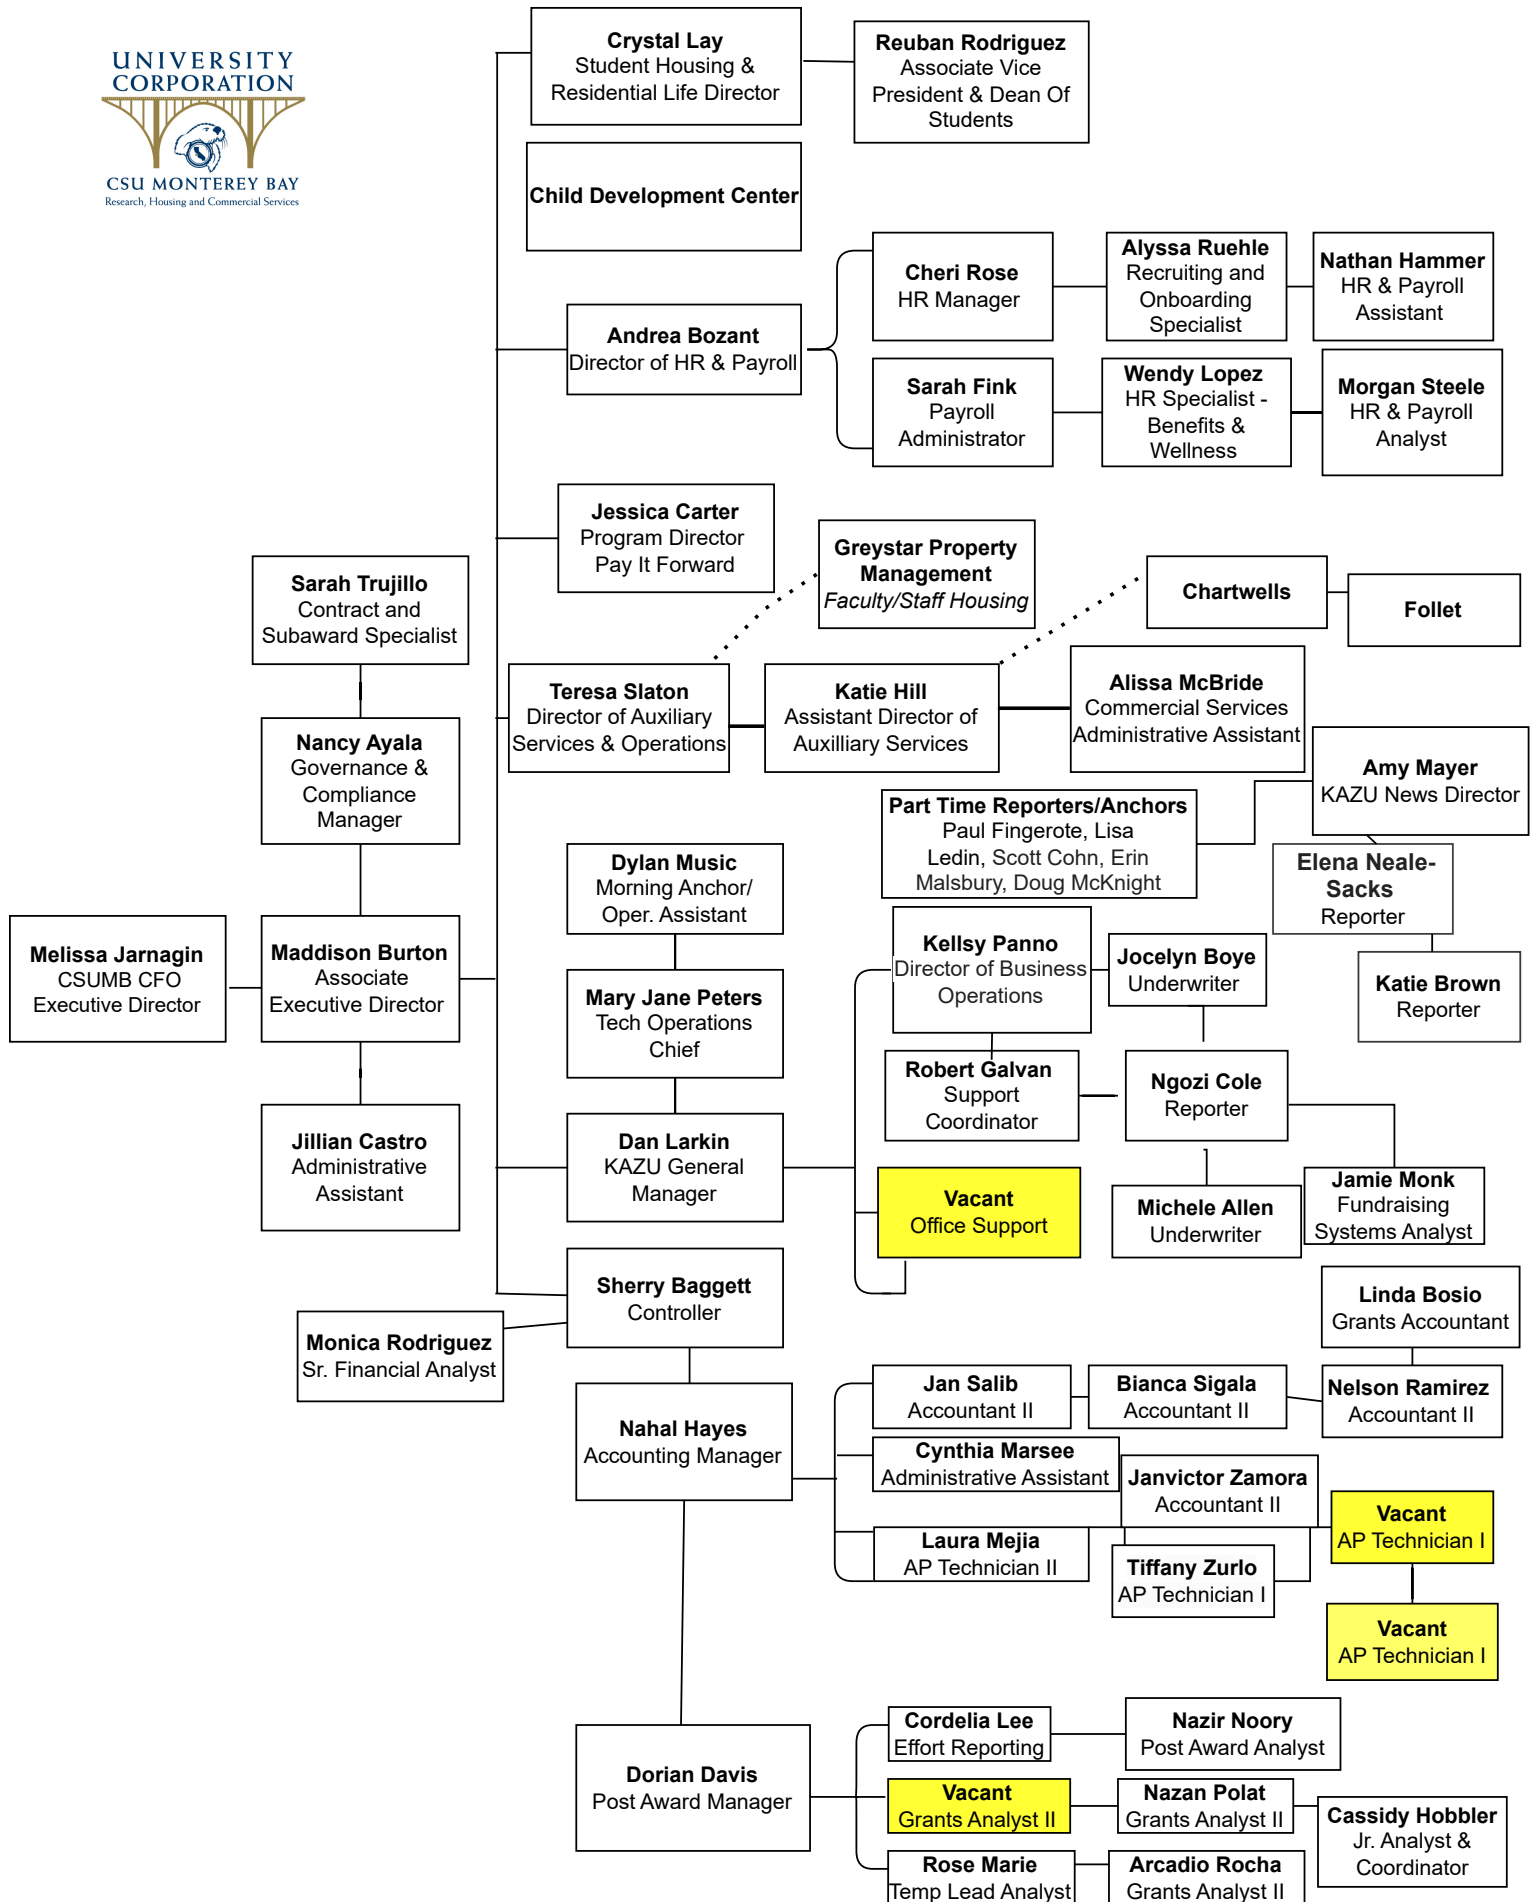 UNIVERSITY
CORPORATION
CSU MONTEREY BAY
Research, Housing and Commercial Services
Crystal Lay
Student Housing &
Residential Life Director
Reuban Rodriguez
Associate Vice
President & Dean Of
Students
Child Development Center
Andrea Bozant
Director of HR & Payroll
Cheri Rose
HR Manager
Alyssa Ruehle
Recruiting and
Onboarding
Specialist
Nathan Hammer
HR & Payroll
Assistant
Sarah Fink
Payroll
Administrator
Wendy Lopez
HR Specialist -
Benefits &
Wellness
Morgan Steele
HR & Payroll
Analyst
Jessica Carter
Program Director
Pay It Forward
Greystar Property
Management
Faculty/Staff Housing
Chartwells
Follet
Sarah Trujillo
Contract and
Subaward Specialist
Teresa Slaton
Director of Auxiliary
Services & Operations
Katie Hill
Assistant Director of
Auxilliary Services
Alissa McBride
Commercial Services
Administrative Assistant
Nancy Ayala
Governance &
Compliance
Manager
Amy Mayer
KAZU News Director
Part Time Reporters/Anchors
Paul Fingerote, Lisa
Ledin, Scott Cohn, Erin
Malsbury, Doug McKnight
Elena Neale-
Sacks
Reporter
Katie Brown
Reporter
Dylan Music
Morning Anchor/
Oper. Assistant
Melissa Jarnagin
CSUMB CFO
Executive Director
Maddison Burton
Associate
Executive Director
Mary Jane Peters
Tech Operations
Chief
Kellsy Panno
Director of Business
Operations
Jocelyn Boye
Underwriter
Robert Galvan
Support
Coordinator
Ngozi Cole
Reporter
Jillian Castro
Administrative
Assistant
Dan Larkin
KAZU General
Manager
Vacant
Office Support
Michele Allen
Underwriter
Jamie Monk
Fundraising
Systems Analyst
Sherry Baggett
Controller
Monica Rodriguez
Sr. Financial Analyst
Linda Bosio
Grants Accountant
Nahal Hayes
Accounting Manager
Jan Salib
Accountant II
Bianca Sigala
Accountant II
Nelson Ramirez
Accountant II
Cynthia Marsee
Administrative Assistant
Janvictor Zamora
Accountant II
Vacant
AP Technician I
Laura Mejia
AP Technician II
Tiffany Zurlo
AP Technician I
Vacant
AP Technician I
Dorian Davis
Post Award Manager
Cordelia Lee
Effort Reporting
Nazir Noory
Post Award Analyst
Vacant
Grants Analyst II
Nazan Polat
Grants Analyst II
Cassidy Hobbler
Jr. Analyst &
Coordinator
Rose Marie
Temp Lead Analyst
Arcadio Rocha
Grants Analyst II